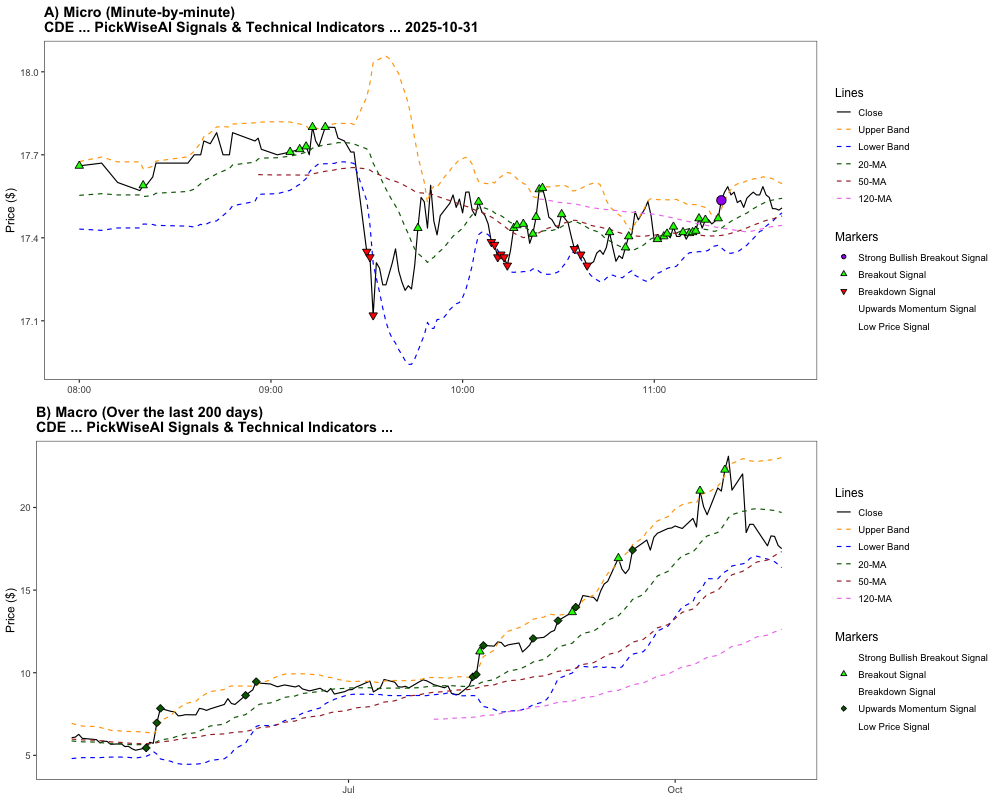 A) Micro (Minute-by-minute)
CDE ... PickWiseAI Signals & Technical Indicators ... 2025-10-31
Price ($)
18.0
17.7
17.4
17.1
08:00
09:00
10:00
11:00
Lines
Close
Upper Band
Lower Band
20-MA
50-MA
120-MA
Markers
Strong Bullish Breakout Signal
Breakout Signal
Breakdown Signal
Upwards Momentum Signal
Low Price Signal
B) Macro (Over the last 200 days)
CDE ... PickWiseAI Signals & Technical Indicators ...
Price ($)
20
15
10
5
Jul
Oct
Lines
Close
Upper Band
Lower Band
20-MA
50-MA
120-MA
Markers
Strong Bullish Breakout Signal
Breakout Signal
Breakdown Signal
Upwards Momentum Signal
Low Price Signal